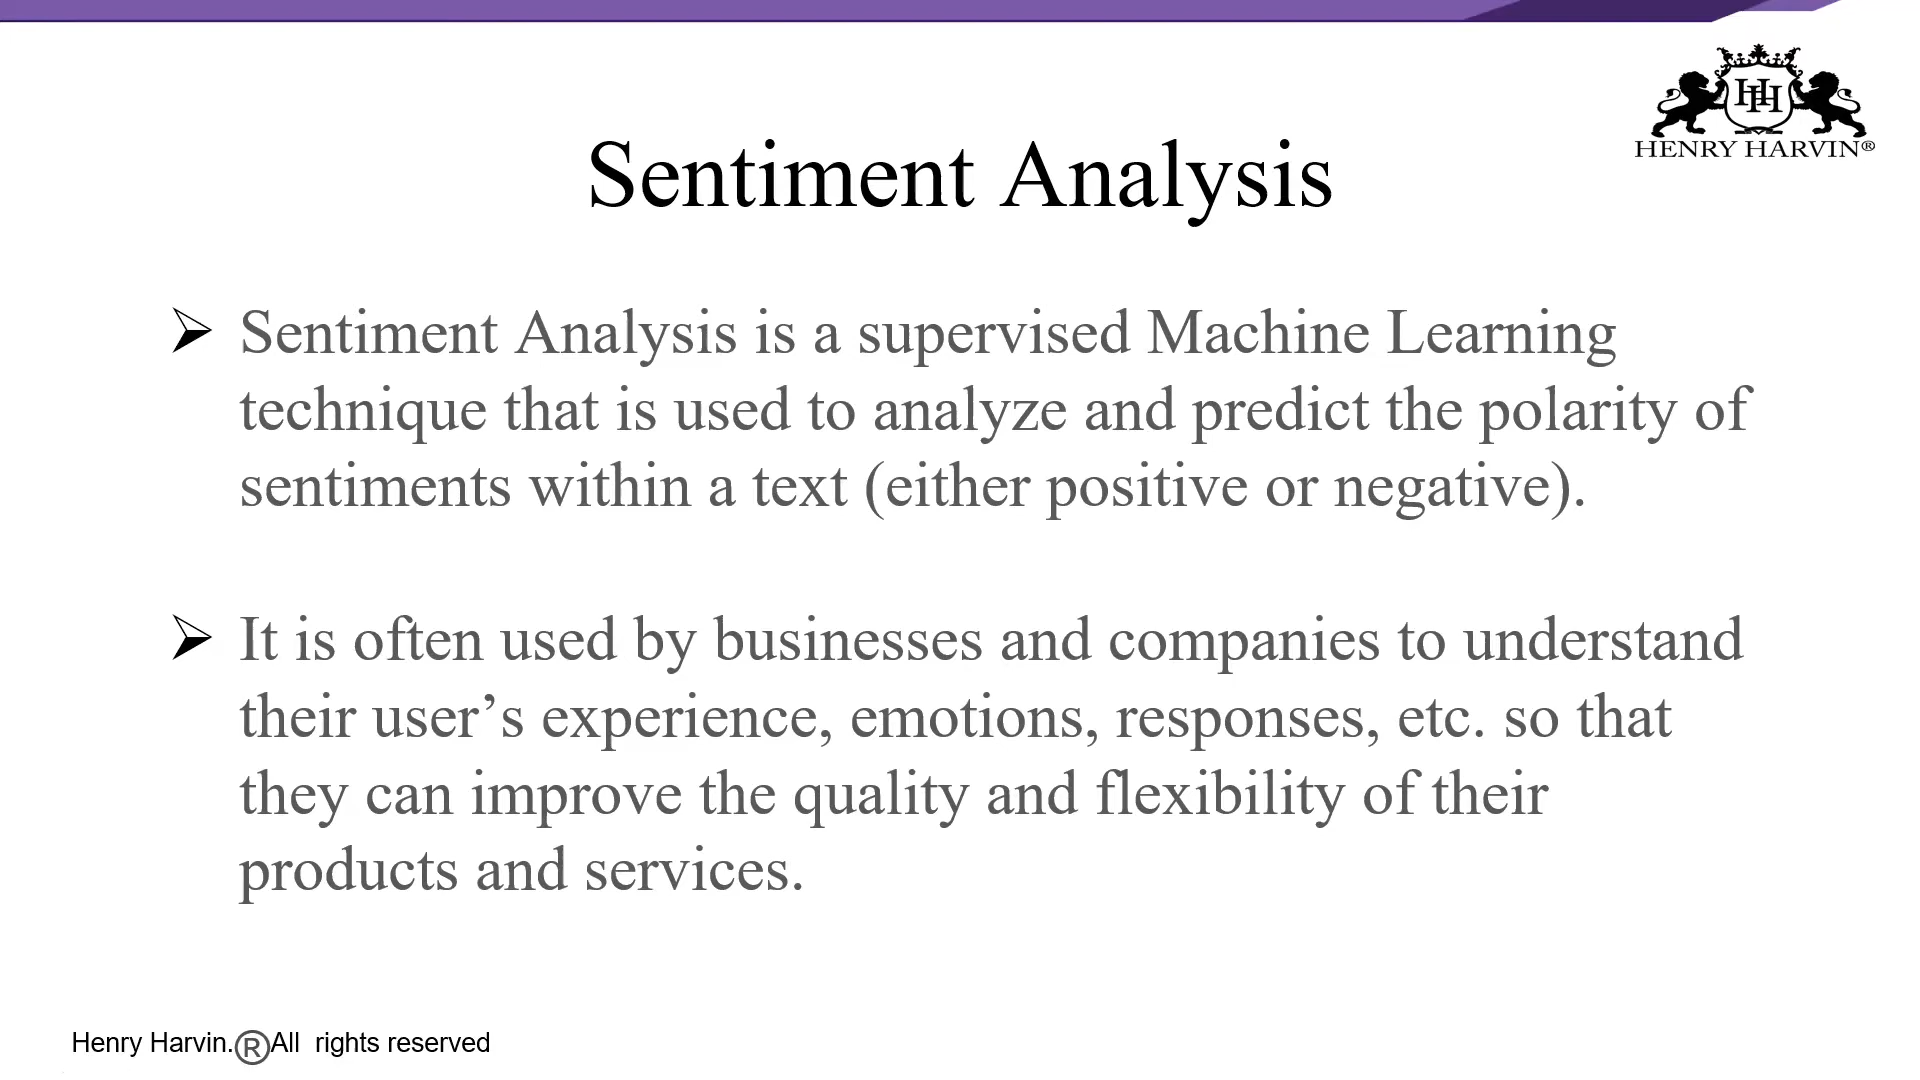 HENRY HARVIN®
Sentiment Analysis
➢ Sentiment Analysis is a supervised Machine Learning
technique that is used to analyze and predict the polarity of
sentiments within a text (either positive or negative).
➢ It is often used by businesses and companies to understand
their user’s experience, emotions, responses, etc. so that
they can improve the quality and flexibility of their
products and services.
Henry Harvin.®All  rights reserved